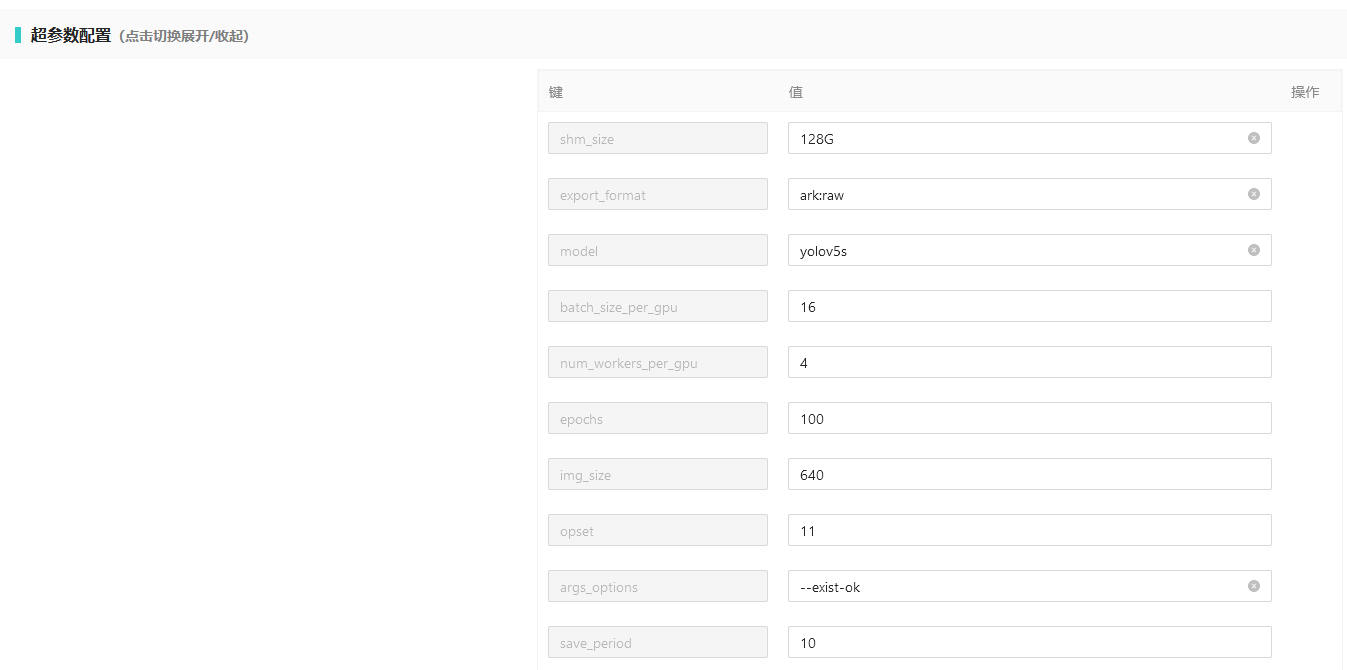 超参数配置 (点击切换展开/收起)
键 值 操作
shm_size 128G
export_format ark:raw
model yolov5s
batch_size_per_gpu 16
num_workers_per_gpu 4
epochs 100
img_size 640
opset 11
args_options --exist-ok
save_period 10